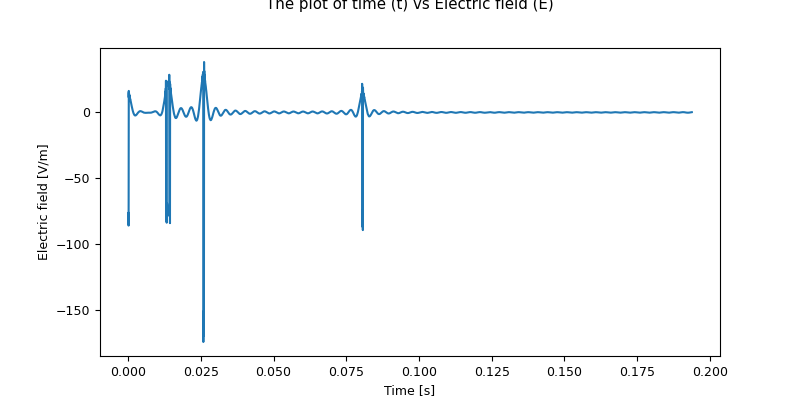 The plot of time (t) vs Electric field (E)
0
−50
−100
−150
Electric field [V/m]
0.000 0.025 0.050 0.075 0.100 0.125 0.150 0.175 0.200
Time [s]